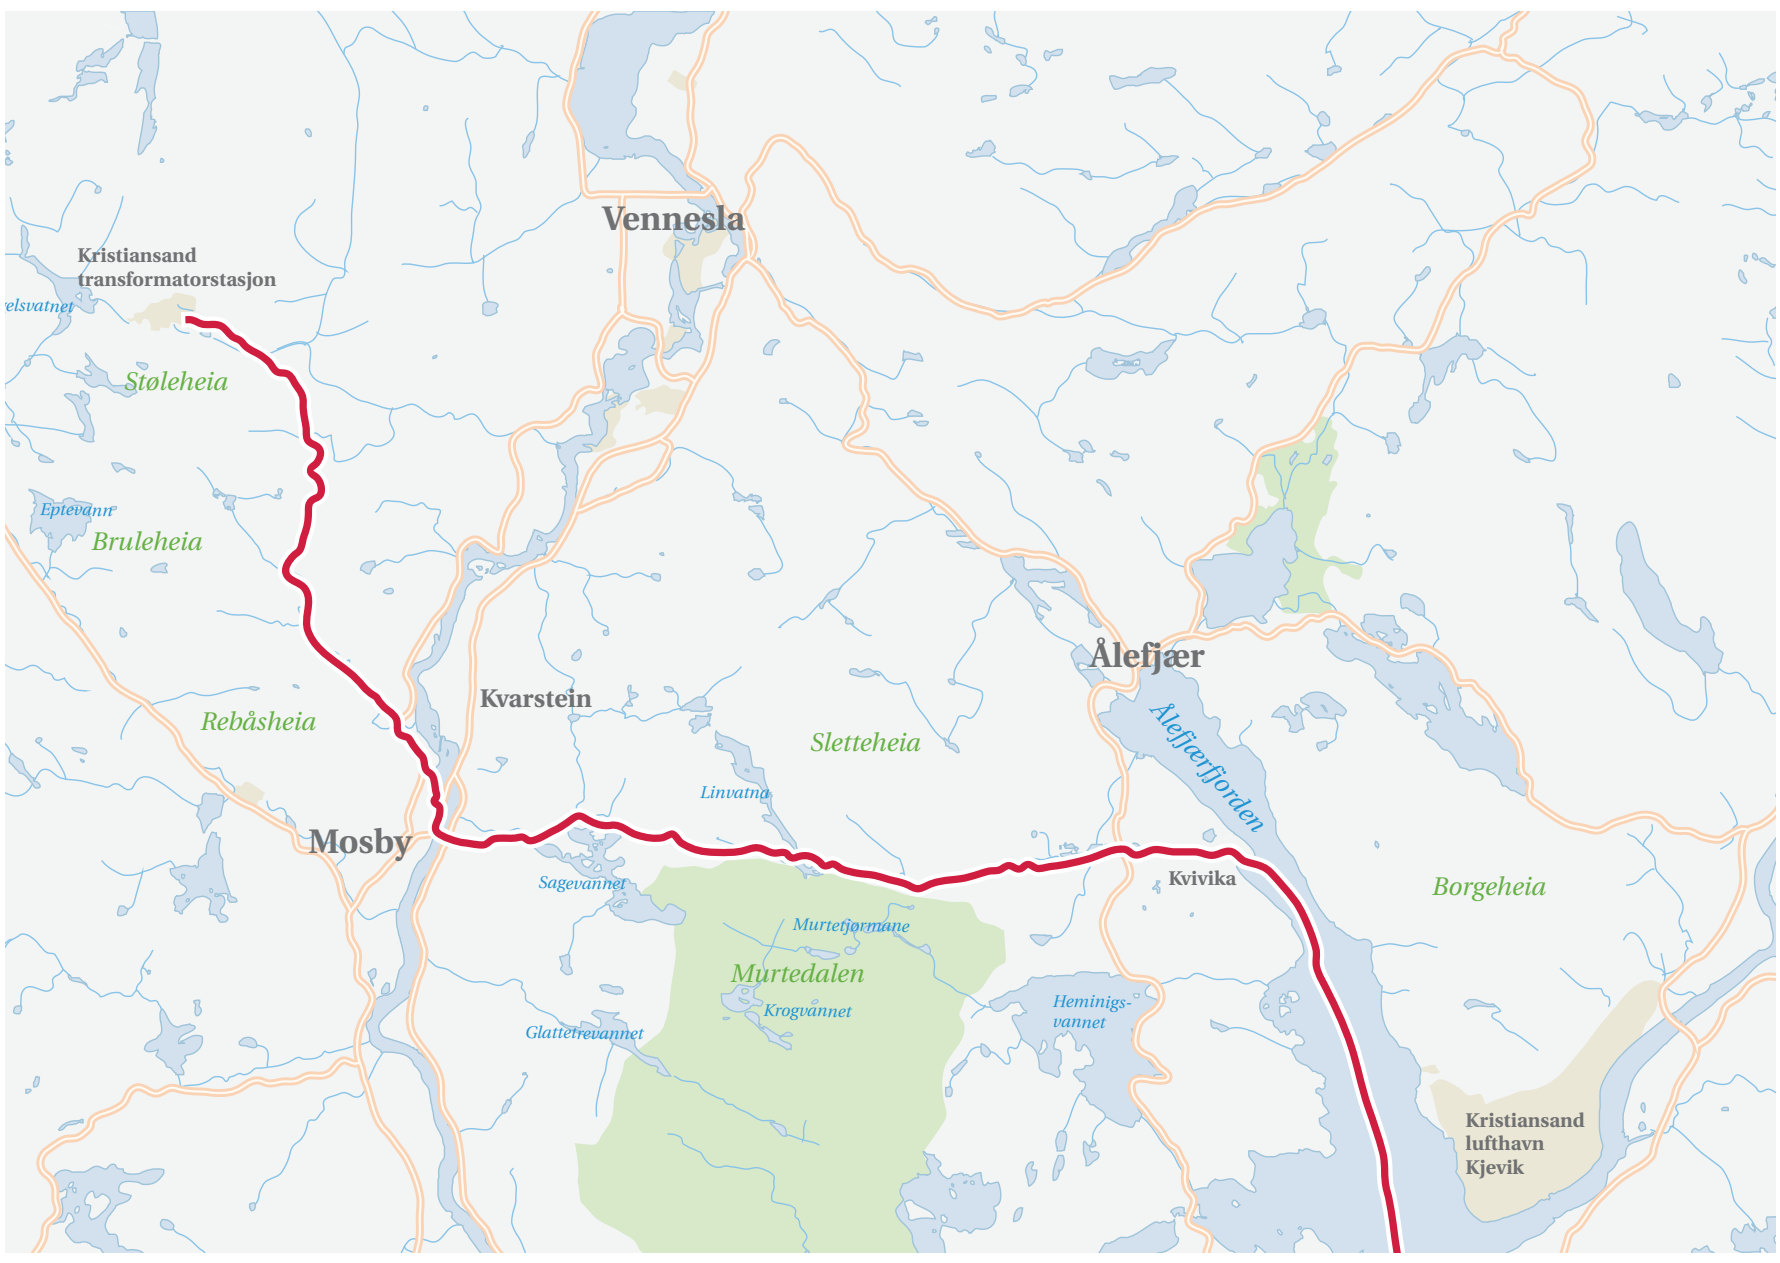 Vennesla
Kristiansand
transformatorstasjon
elsvatnet
Støleheia
Eptevann
Bruleheia
Ålefjær
Kvarstein
Rebåsheia
Ålefjærfjorden
Sletteheia
Linvatna
Mosby
Sagevannet
Kvivika
Borgeheia
Murtetjørmane
Murtedalen
Krogvannet
Heminigs-
vannet
Glattetrevannet
Kristiansand
lufthavn
Kjevik